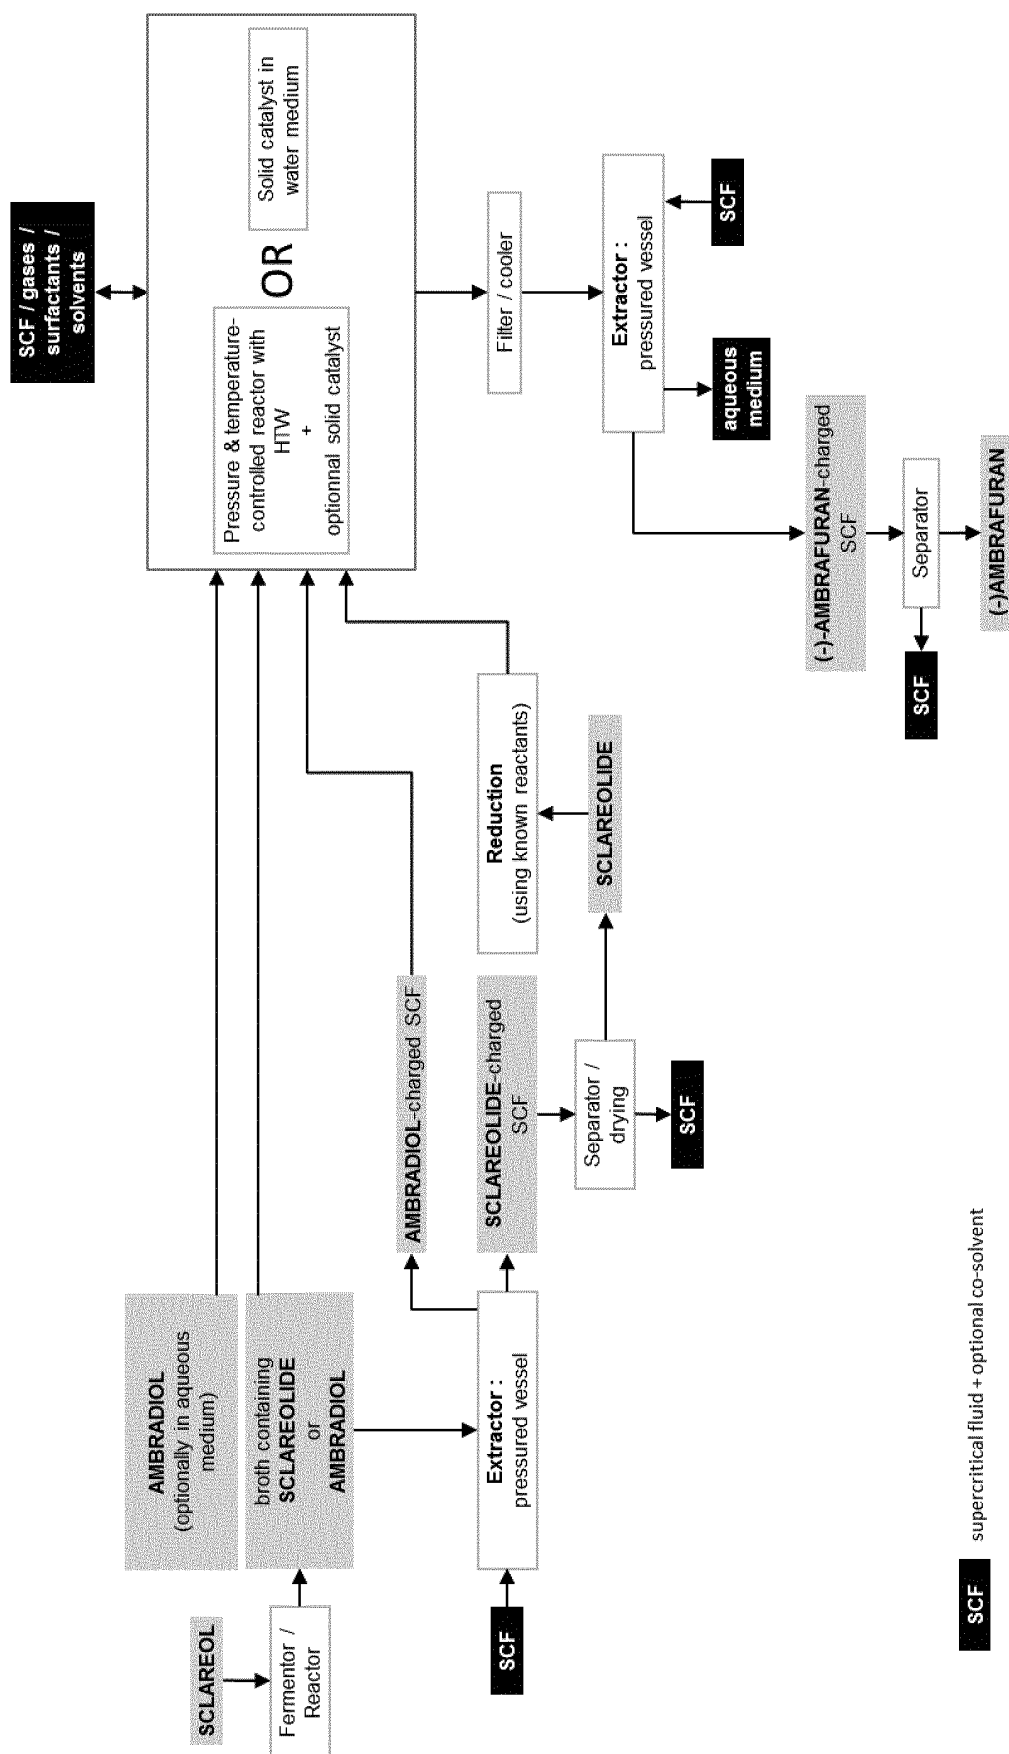 SCLAREOL
Fermentor /
Reactor
AMBRADIOL
(optionally in aqueous
medium)
broth containing
SCLAREOLIDE
or
AMBRADIOL
SCF
Extractor :
pressured vessel
AMBRADIOL-charged SCF
SCLAREOLIDE-charged
SCF
Separator /
drying
SCF
SCLAREOLIDE
Reduction
(using known reactants)
SCF / gases /
surfactants /
solvents
Pressure & temperature-
controlled reactor with
HTW
+
optionnal solid catalyst
OR
Solid catalyst in
water medium
Filter / cooler
Extractor :
pressured vessel
SCF
aqueous
medium
(-)-AMBRAFURAN-charged
SCF
Separator
SCF
(-)AMBRAFURAN
SCF
supercritical fluid + optional co-solvent